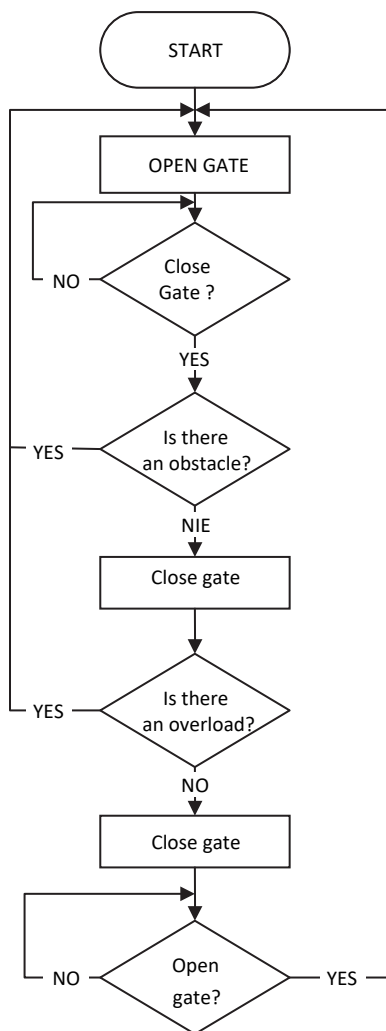 START
OPEN GATE
Close
Gate ?
NO
YES
Is there
an obstacle?
YES
NIE
Close gate
Is there
an overload?
YES
NO
Close gate
Open
gate?
NO
YES